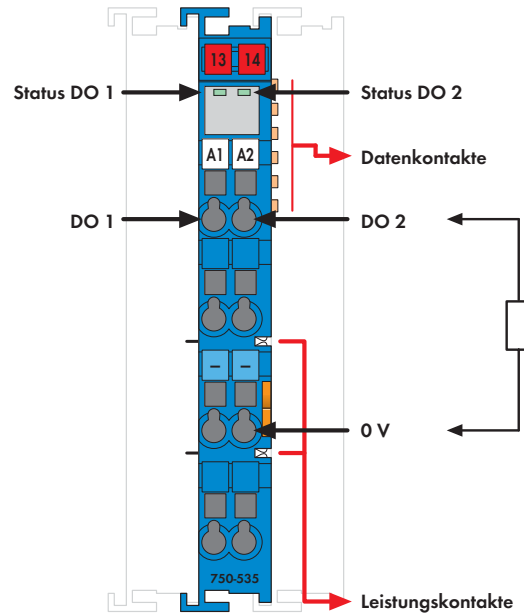 13 14
Status DO 1
Status DO 2
A1 A2
Datenkontakte
DO 1
DO 2
– –
0 V
750-535
Leistungskontakte